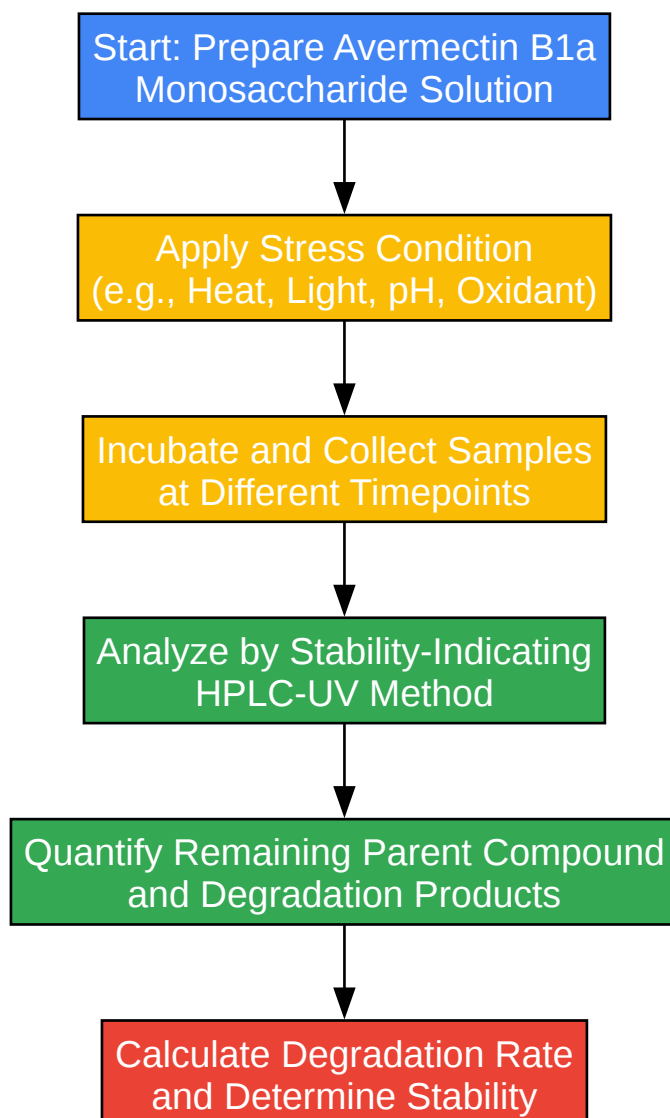 Start: Prepare Avermectin B1a
Monosaccharide Solution
Apply Stress Condition
(e.g., Heat, Light, pH, Oxidant)
Incubate and Collect Samples
at Different Timepoints
Analyze by Stability-Indicating
HPLC-UV Method
Quantify Remaining Parent Compound
and Degradation Products
Calculate Degradation Rate
and Determine Stability